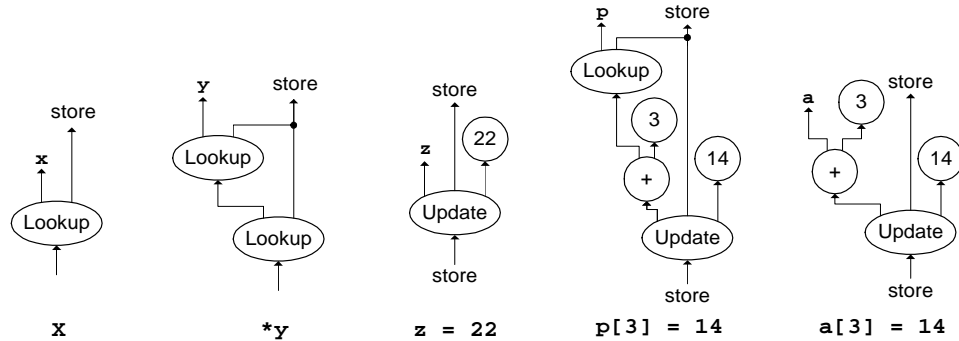 store
x
Lookup
X
store
y
Lookup
Lookup
*y
store
22
z
Update
store
z = 22
store
p
Lookup
3
14
+
Update
store
p[3] = 14
store
a
3
14
+
Update
store
a[3] = 14